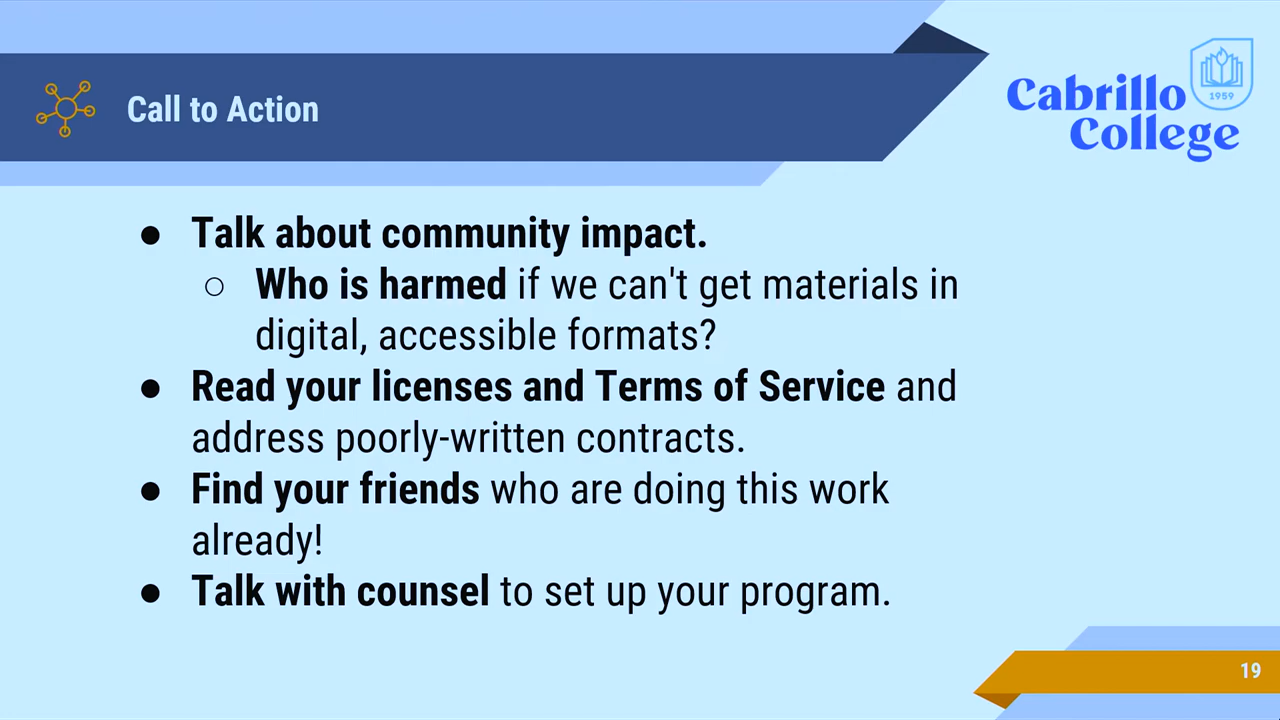 Call to Action
Cabrillo
College
1959
● Talk about community impact.
○ Who is harmed if we can't get materials in
digital, accessible formats?
● Read your licenses and Terms of Service and
address poorly-written contracts.
● Find your friends who are doing this work
already!
● Talk with counsel to set up your program.
19